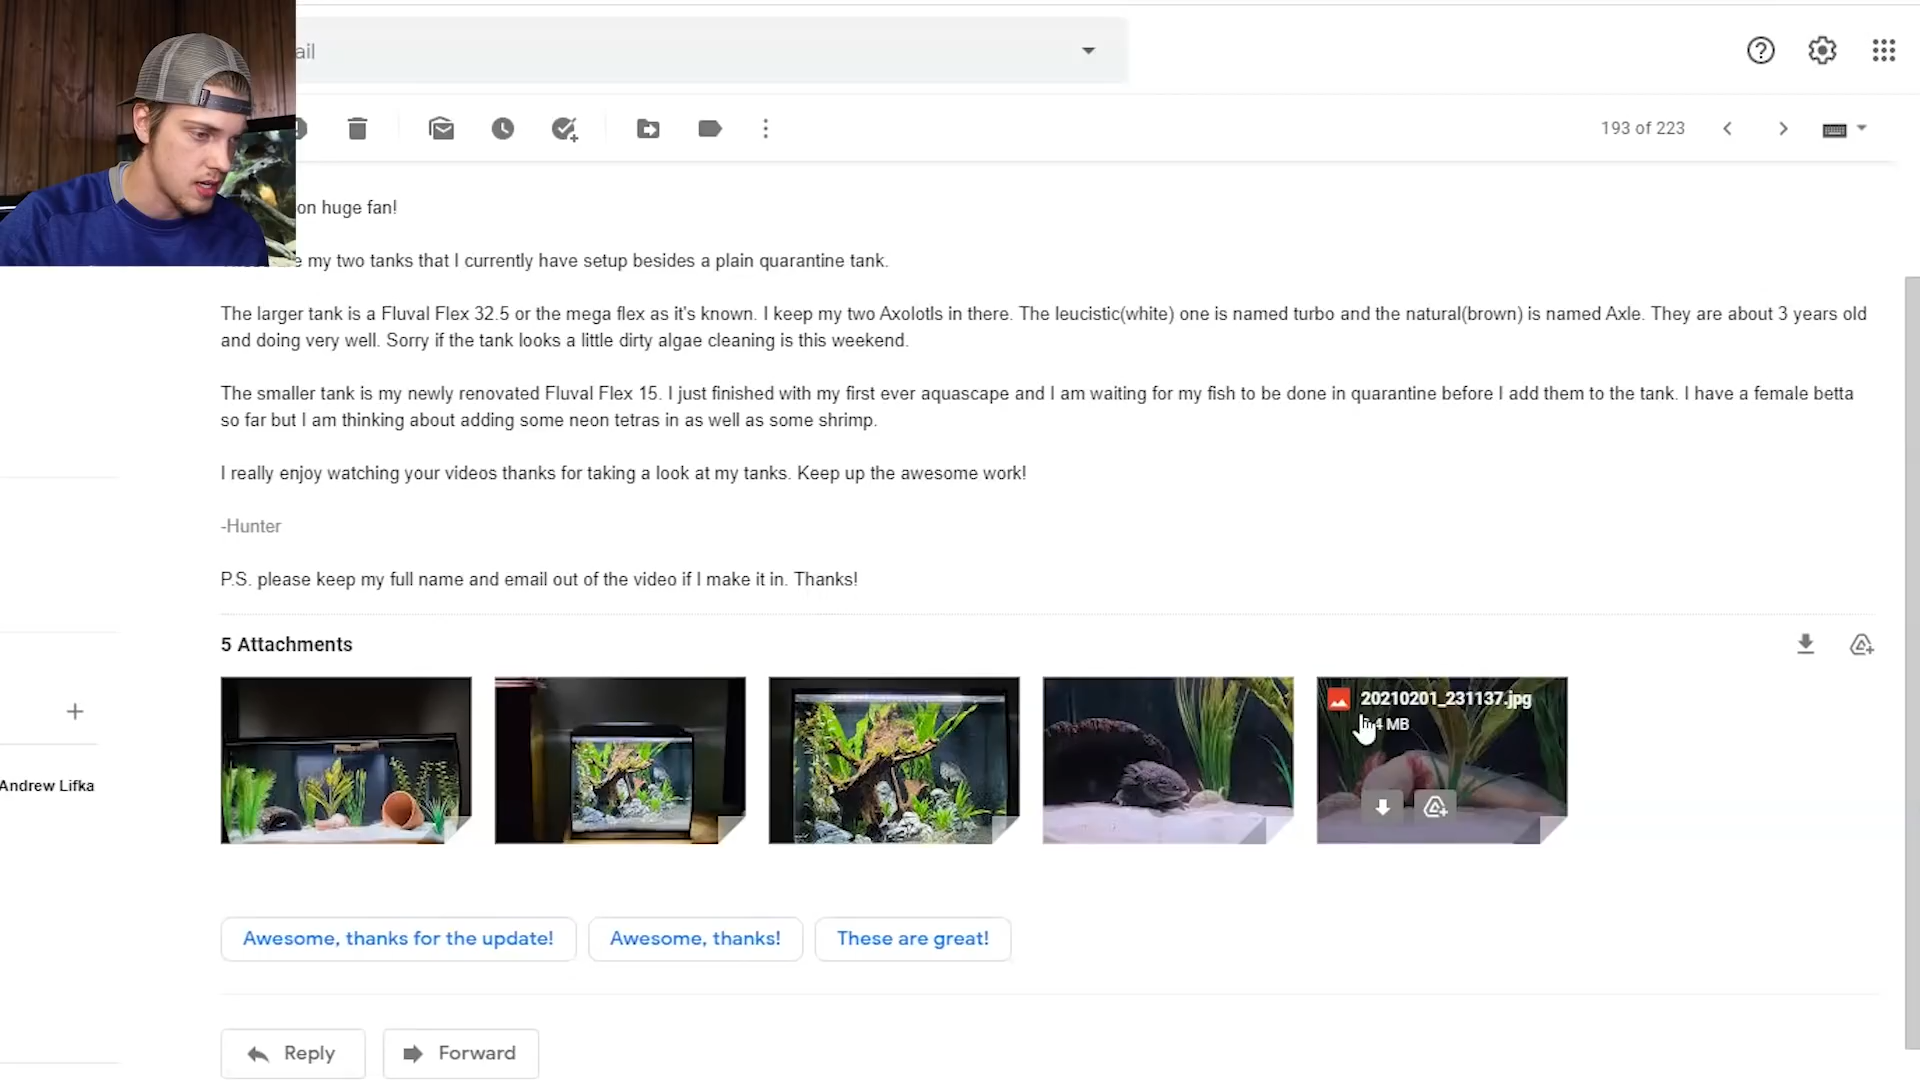 ail
193 of 223
on huge fan!
e my two tanks that I currently have setup besides a plain quarantine tank.
The larger tank is a Fluval Flex 32.5 or the mega flex as it's known. I keep my two Axolotls in there. The leucistic(white) one is named turbo and the natural(brown) is named Axle. They are about 3 years old
and doing very well. Sorry if the tank looks a little dirty algae cleaning is this weekend.
The smaller tank is my newly renovated Fluval Flex 15. I just finished with my first ever aquascape and I am waiting for my fish to be done in quarantine before I add them to the tank. I have a female betta
so far but I am thinking about adding some neon tetras in as well as some shrimp.
I really enjoy watching your videos thanks for taking a look at my tanks. Keep up the awesome work!
-Hunter
P.S. please keep my full name and email out of the video if I make it in. Thanks!
5 Attachments
20210201_231137.jpg
4 MB
Andrew Lifka
Awesome, thanks for the update!
Awesome, thanks!
These are great!
Reply
Forward